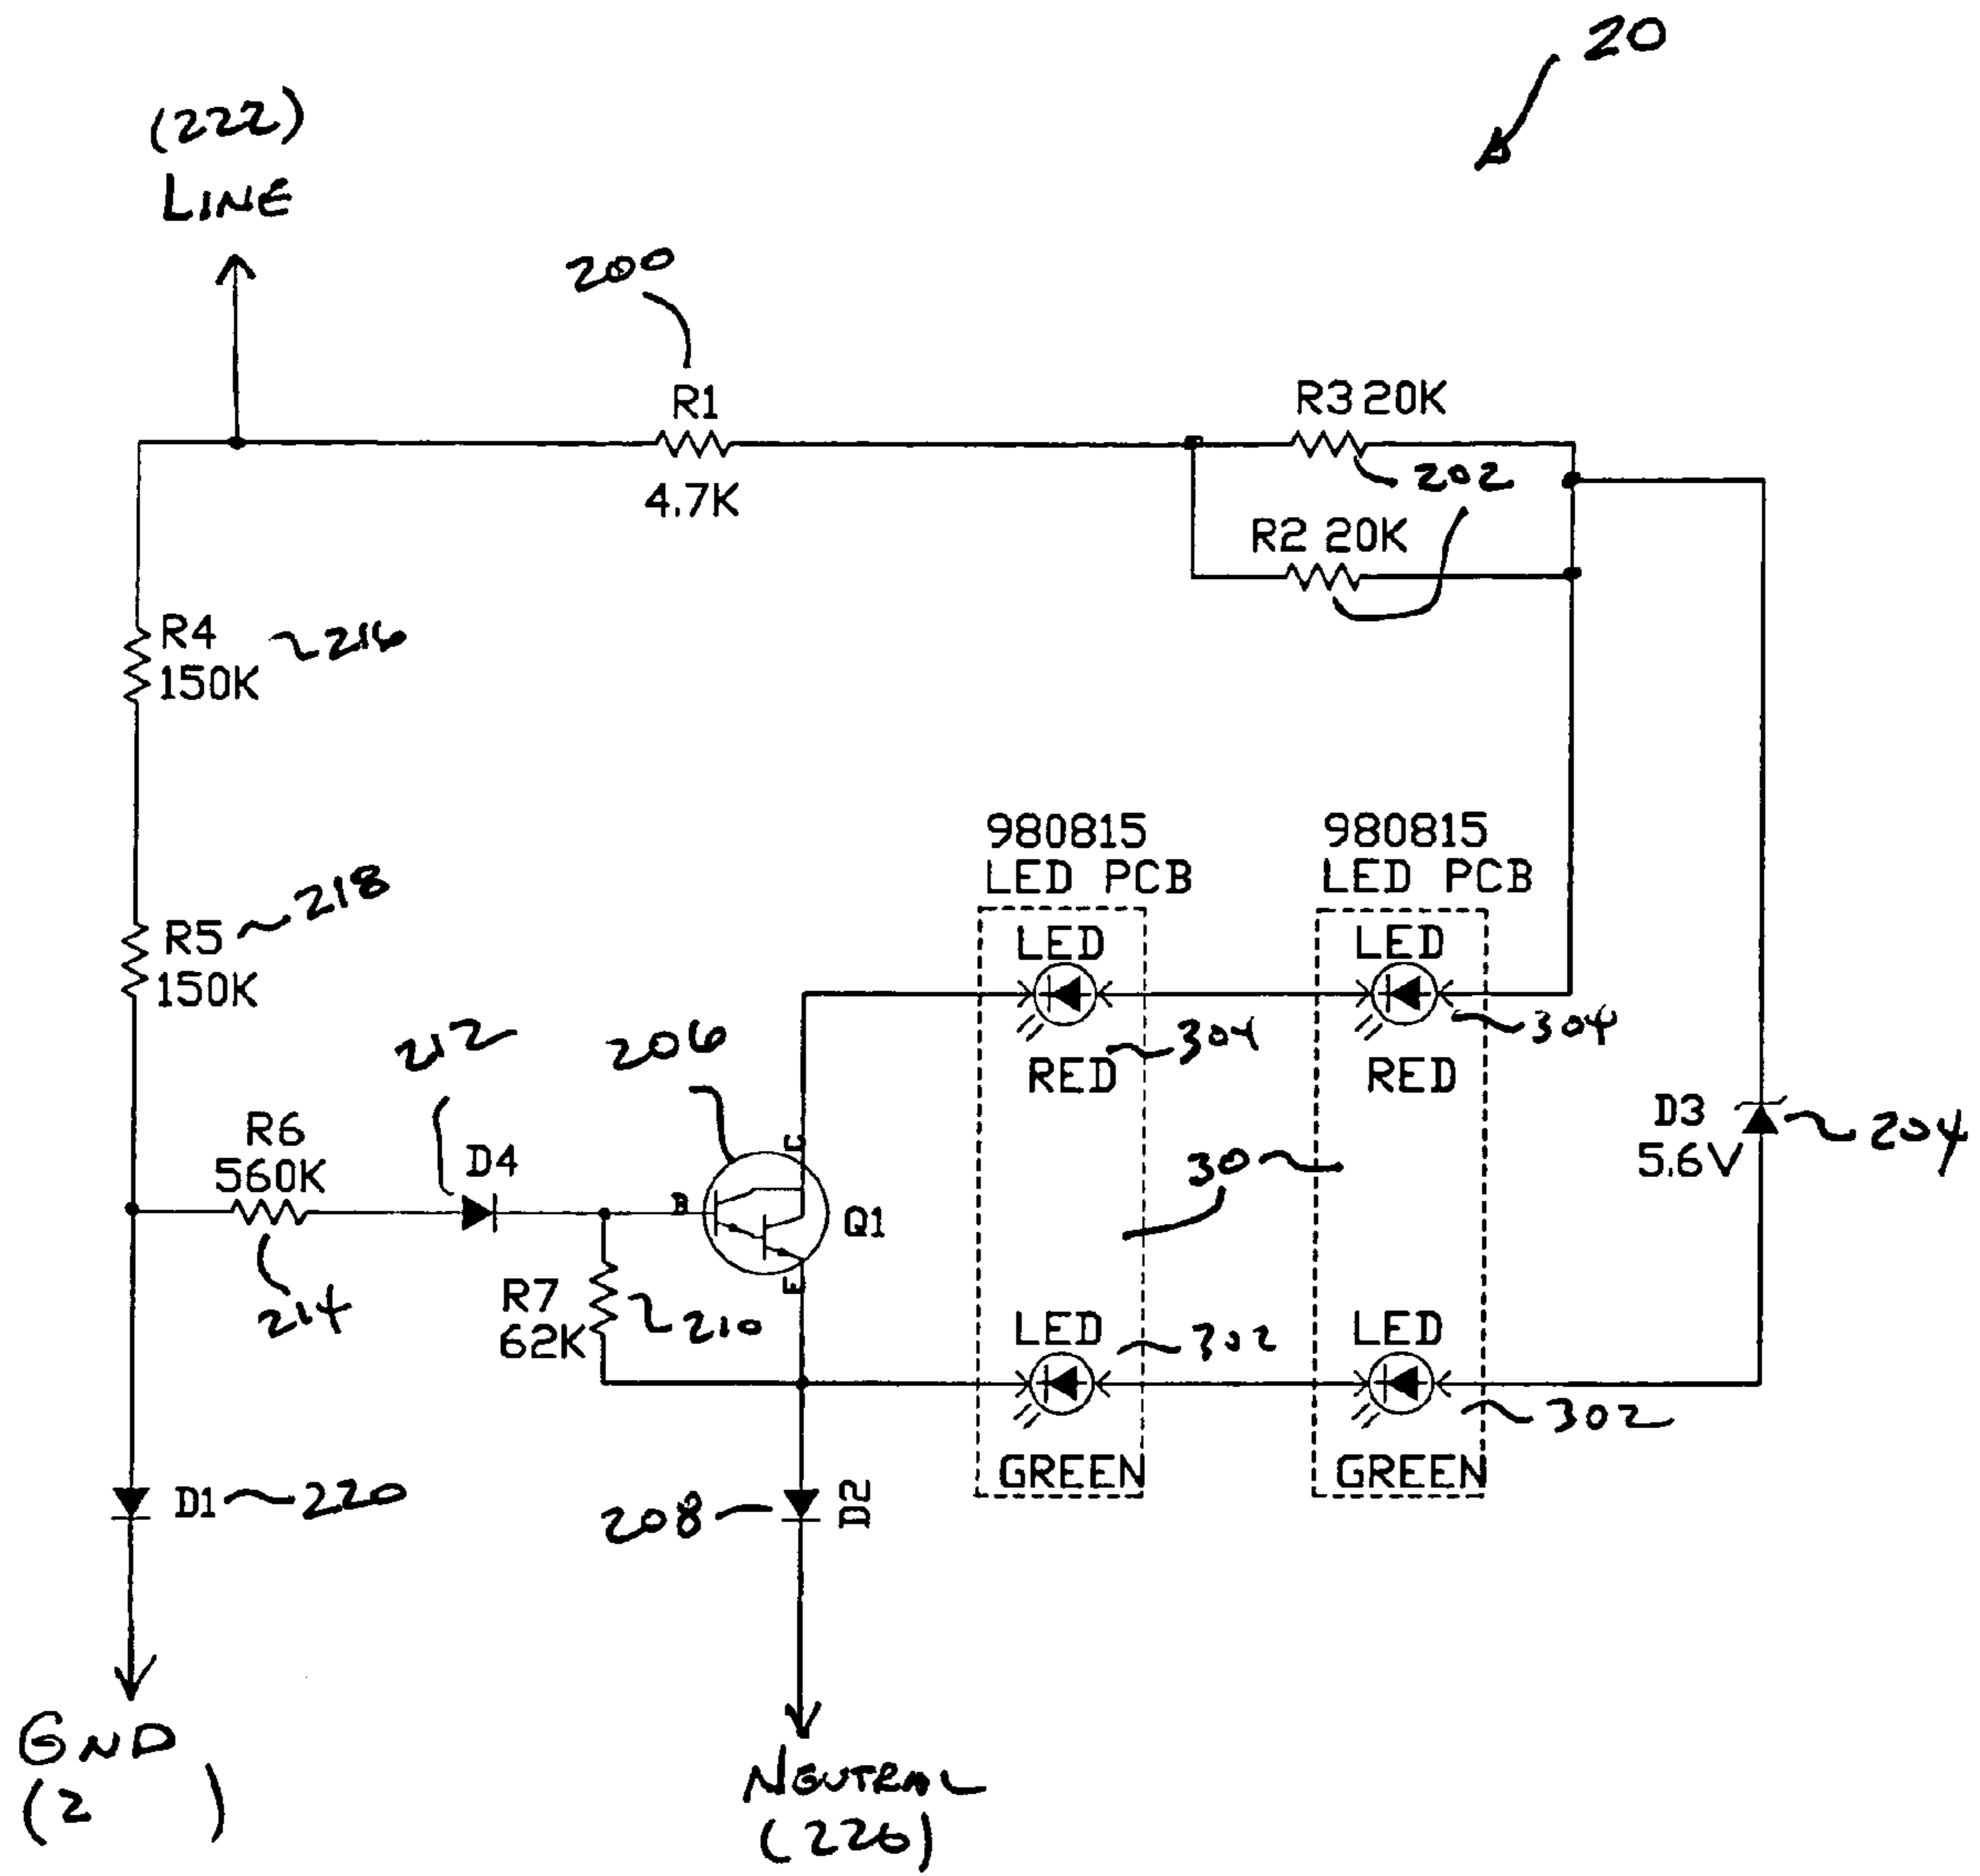 20
(222)
LINE
200
R1
4.7K
R3 20K
202
R2 20K
R4
150K
216
R5
150K
218
980815
LED PCB
980815
LED PCB
LED
LED
304
304
RED
RED
212
206
R6
560K
D4
B
C
E
Q1
30
D3
5.6V
204
214
R7
62K
210
LED
LED
302
302
GREEN
GREEN
D1
220
208
D2
GND
(2 )
NEUTRAL
(226)